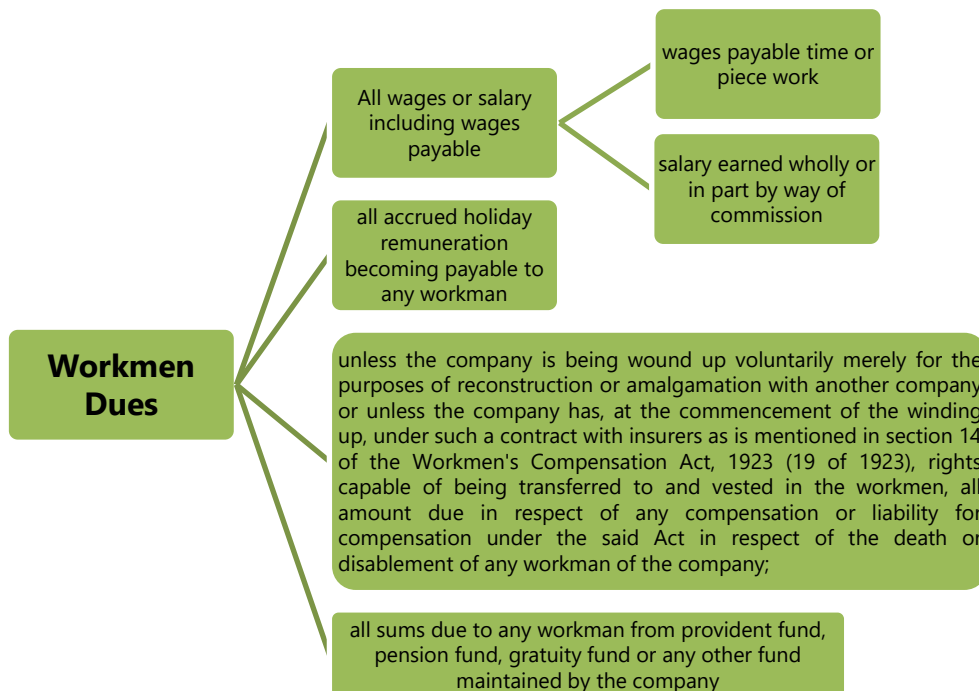 Workmen
Dues
All wages or salary
including wages
payable
wages payable time or
piece work
salary earned wholly or
in part by way of
commission
all accrued holiday
remuneration
becoming payable to
any workman
unless the company is being wound up voluntarily merely for the
purposes of reconstruction or amalgamation with another company
or unless the company has, at the commencement of the winding
up, under such a contract with insurers as is mentioned in section 14
of the Workmen's Compensation Act, 1923 (19 of 1923), rights
capable of being transferred to and vested in the workmen, all
amount due in respect of any compensation or liability for
compensation under the said Act in respect of the death or
disablement of any workman of the company;
all sums due to any workman from provident fund,
pension fund, gratuity fund or any other fund
maintained by the company